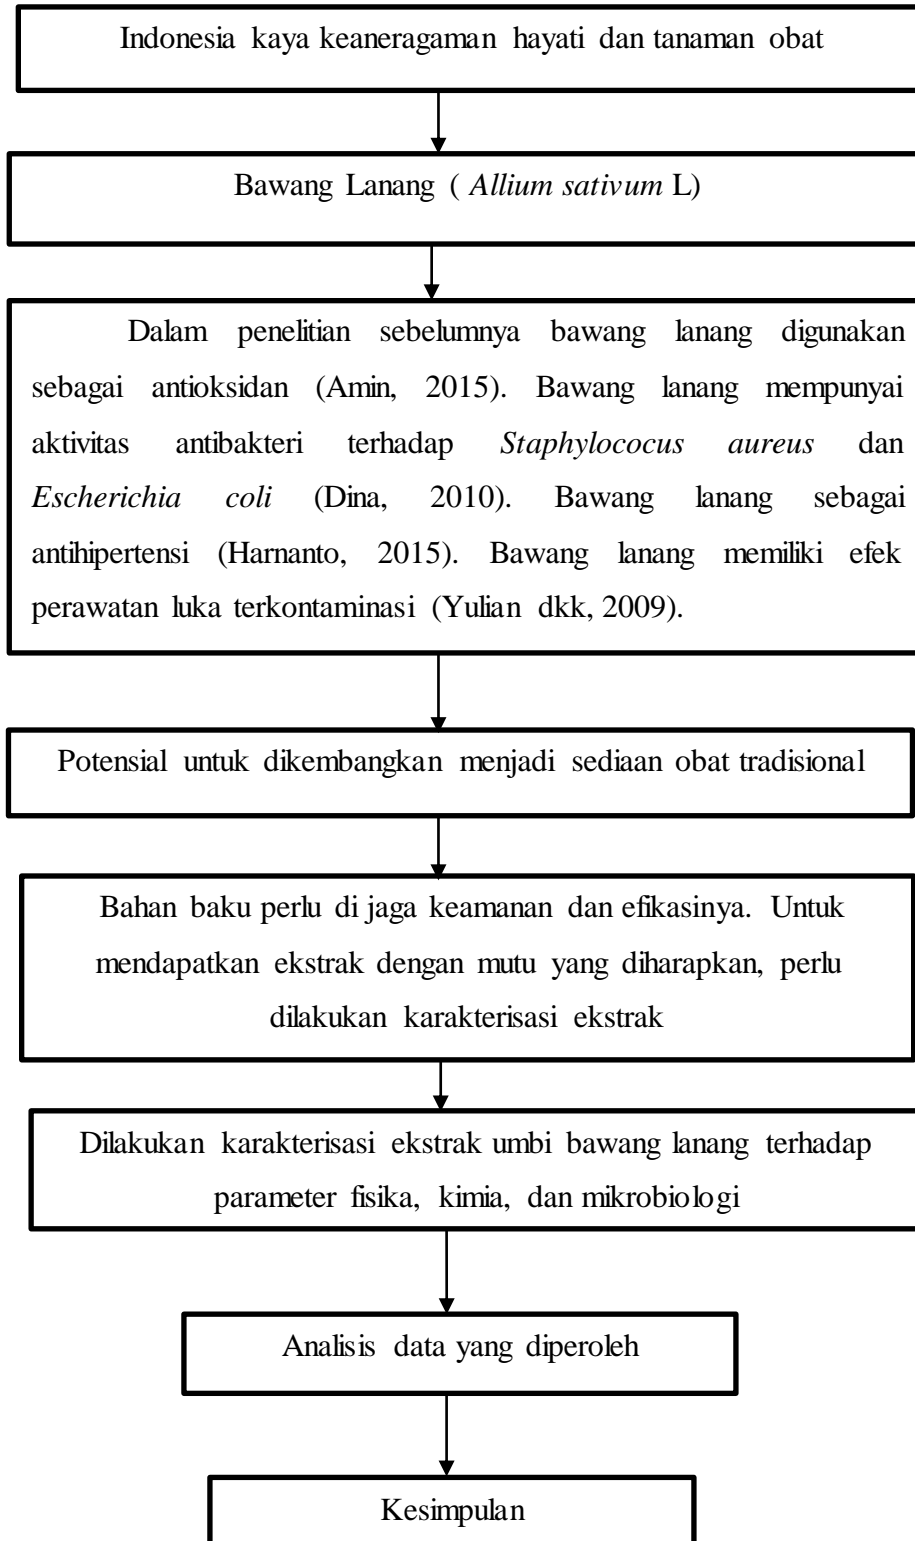 Indonesia kaya keaneragaman hayati dan tanaman obat
Bawang Lanang ( Allium sativum L)
Dalam penelitian sebelumnya bawang lanang digunakan
sebagai antioksidan (Amin, 2015). Bawang lanang mempunyai
aktivitas antibakteri terhadap Staphylococus aureus dan
Escherichia coli (Dina, 2010). Bawang lanang sebagai
antihipertensi (Harnanto, 2015). Bawang lanang memiliki efek
perawatan luka terkontaminasi (Yulian dkk, 2009).
Potensial untuk dikembangkan menjadi sediaan obat tradisional
Bahan baku perlu di jaga keamanan dan efikasinya. Untuk
mendapatkan ekstrak dengan mutu yang diharapkan, perlu
dilakukan karakterisasi ekstrak
Dilakukan karakterisasi ekstrak umbi bawang lanang terhadap
parameter fisika, kimia, dan mikrobiologi
Analisis data yang diperoleh
Kesimpulan